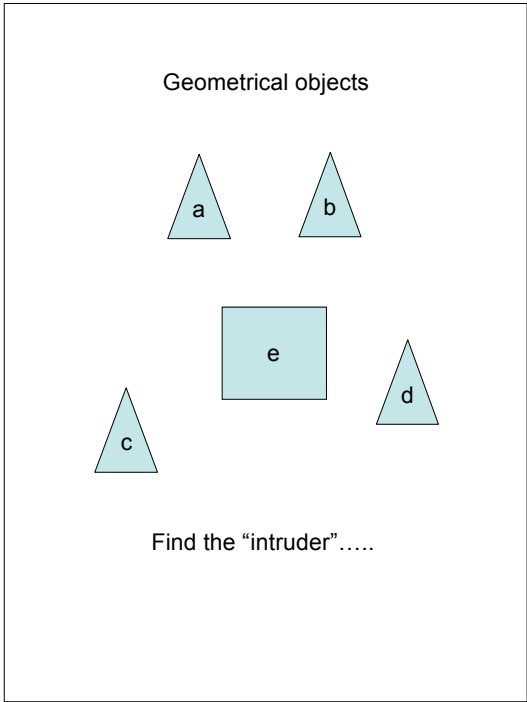 Geometrical objects
a b
e
d
c
Find the “intruder”.....